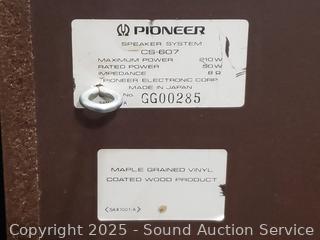 PIONEER
SPEAKER SYSTEM
CS-607
MAXIMUM POWER 210W
RATED POWER 90W
IMPEDANCE 8Ω
PIONEER ELECTRONIC CORP.
MADE IN JAPAN
No. GG00285
MAPLE GRAINED VINYL
COATED WOOD PRODUCT
Copyright 2025 - Sound Auction Service